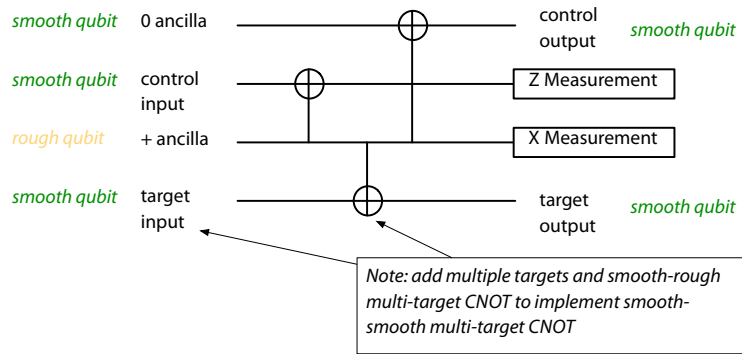 smooth qubit 0 ancilla control output smooth qubit
smooth qubit control input Z Measurement
rough qubit + ancilla X Measurement
smooth qubit target input target output smooth qubit
Note: add multiple targets and smooth-rough
multi-target CNOT to implement smooth-
smooth multi-target CNOT